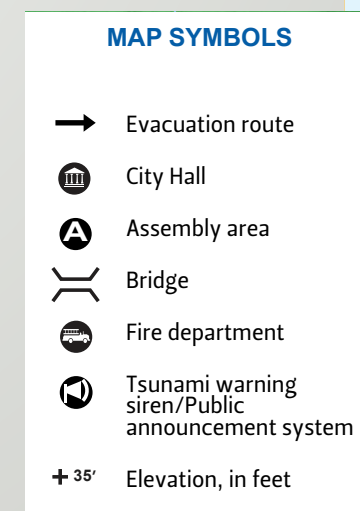 MAP SYMBOLS
Evacuation route
City Hall
A Assembly area
Bridge
Fire department
Tsunami warning
siren/Public
announcement system
+ 35′ Elevation, in feet